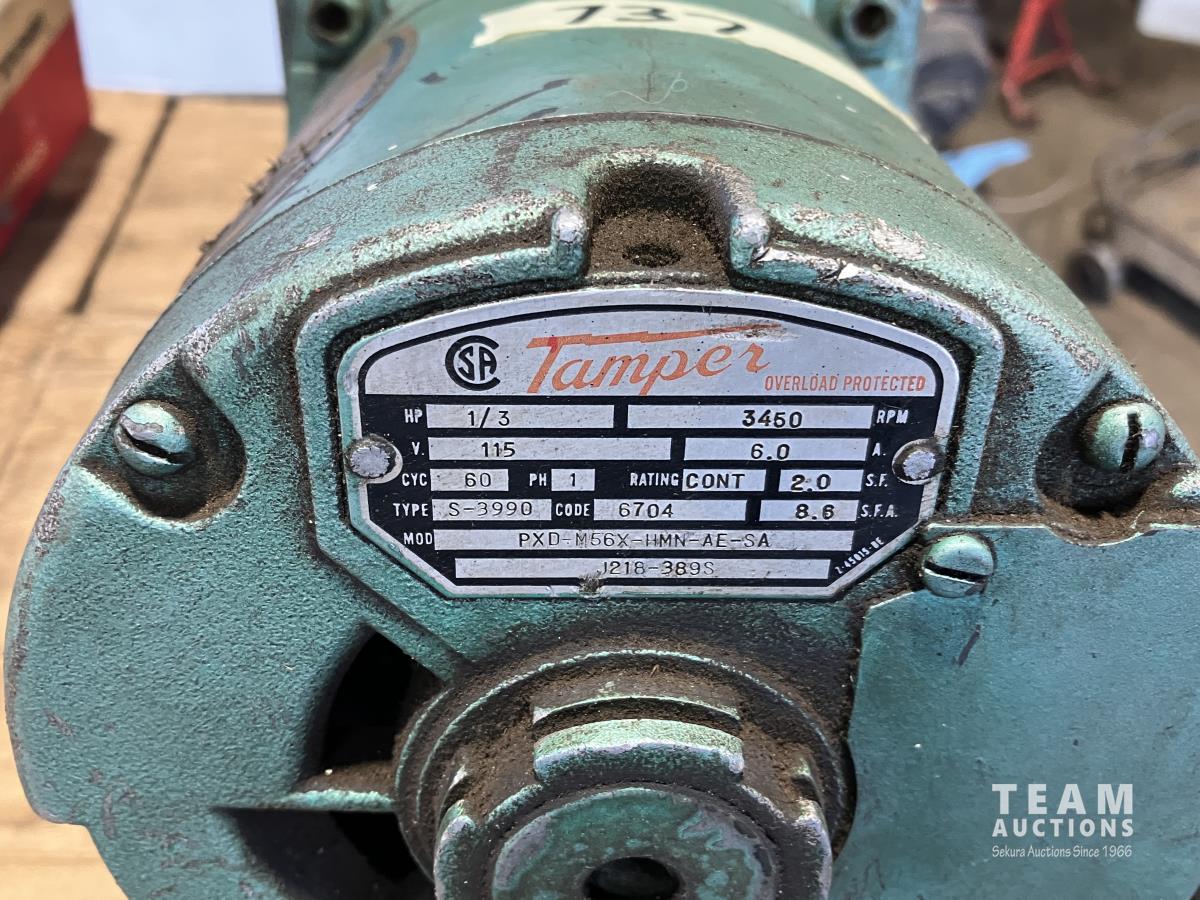 CSA Tamper
OVERLOAD PROTECTED
HP 1/3 3450 RPM
V. 115 6.0 A.
CYC 60 PH 1 RATING CONT 2.0 S.F.
TYPE S-3990 CODE 6704 8.6 S.F.A.
MOD PXD-M56X-HMN-AE-SA
J218-389S
TEAM
AUCTIONS
Sekura Auctions Since 1966